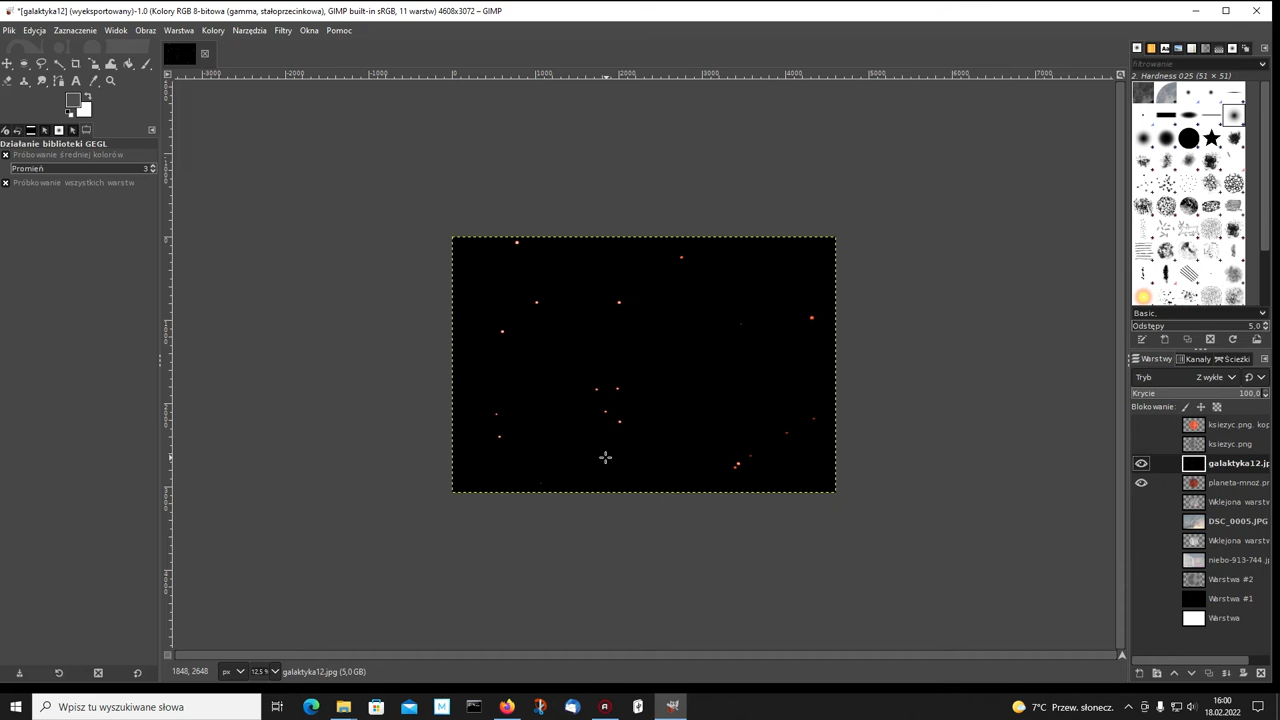 *[galaktyka12] (wyeksportowany)-1.0 (Kolory RGB 8-bitowa (gamma, stałoprzecinkowa), GIMP built-in sRGB, 11 warstw) 4608x3072 – GIMP
Plik Edycja Zaznaczenie Widok Obraz Warstwa Kolory Narzędzia Filtry Okna Pomoc
-3000 -2000 -1000 0 1000 2000 3000 4000 5000 6000 7000
filtrowanie
2. Hardness 025 (51 × 51)
Działanie biblioteki GEGL
Próbowanie średniej kolorów
Promień 3
Próbkowanie wszystkich warstw
Basic,
Odstępy 5,0
Warstwy Kanały Ścieżki
Tryb Z wykłe
Krycie 100,0
Blokowanie:
ksiezyc.png. kop
ksiezyc.png
galaktyka12.jp
planeta-mnoz.pn
Wklejona warstw
DSC_0005.JPG
Wklejona warstw
niebo-913-744.jp
Warstwa #2
Warstwa #1
Warstwa
1848, 2648 px 12,5 % galaktyka12.jpg (5,0 GB)
Wpisz tu wyszukiwane słowa
7°C Przew. słonecz.
16:00
18.02.2022